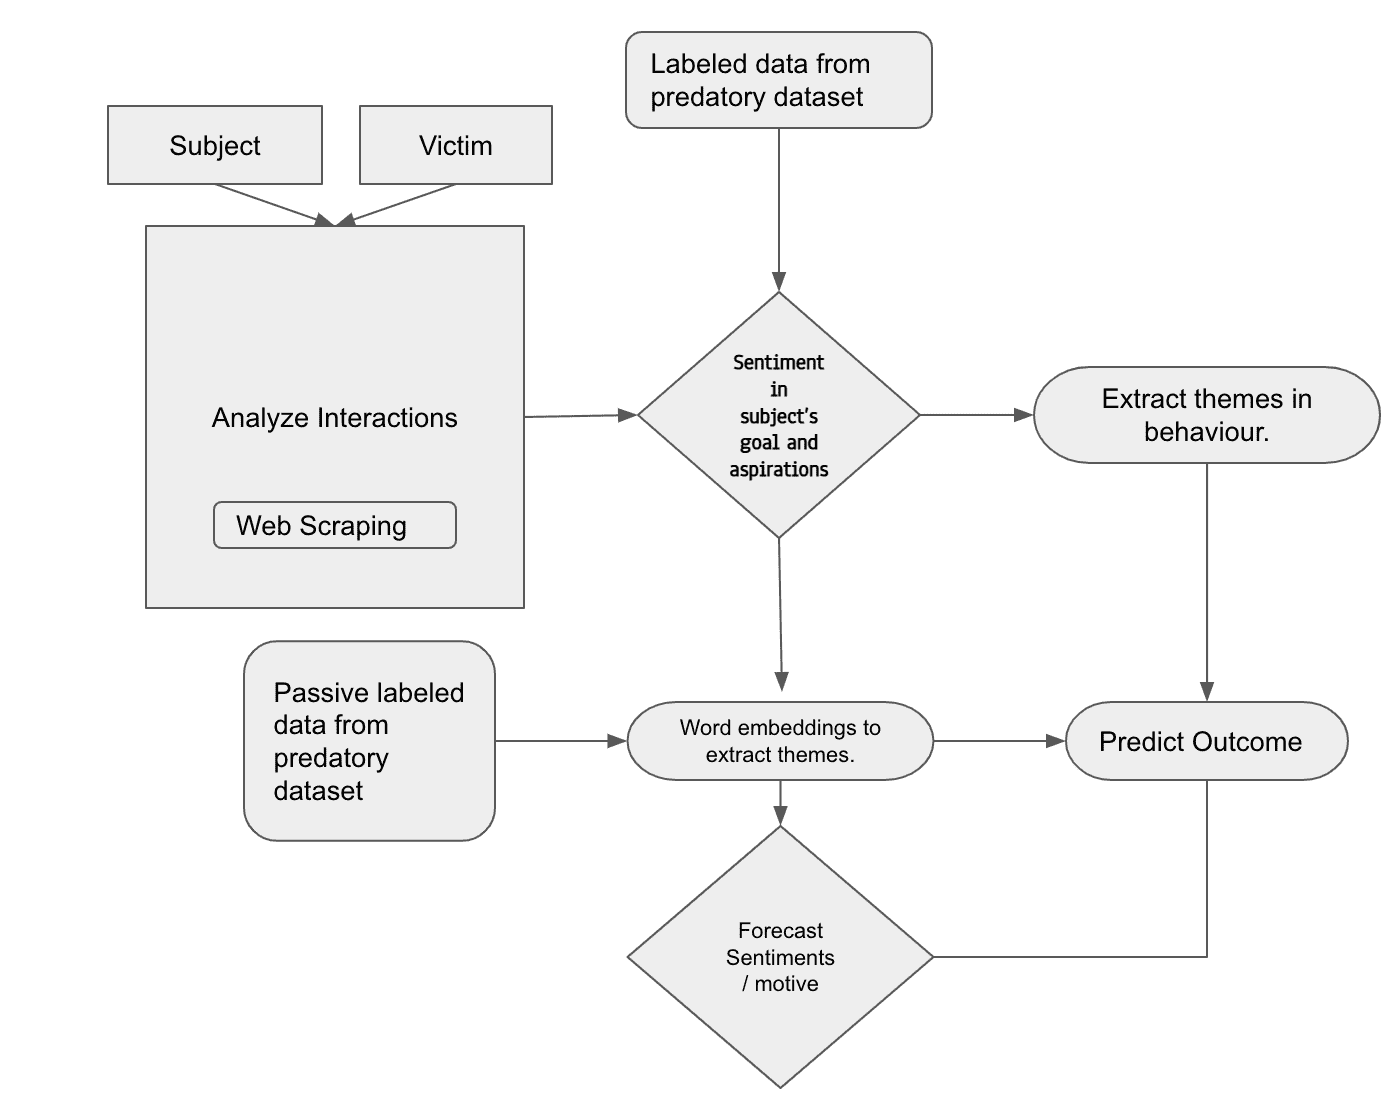 Labeled data from
predatory dataset
Subject
Victim
Sentiment
in
subject's
goal and
aspirations
Extract themes in
behaviour.
Analyze Interactions
Web Scraping
Passive labeled
data from
predatory
dataset
Word embeddings to
extract themes.
Predict Outcome
Forecast
Sentiments
/ motive